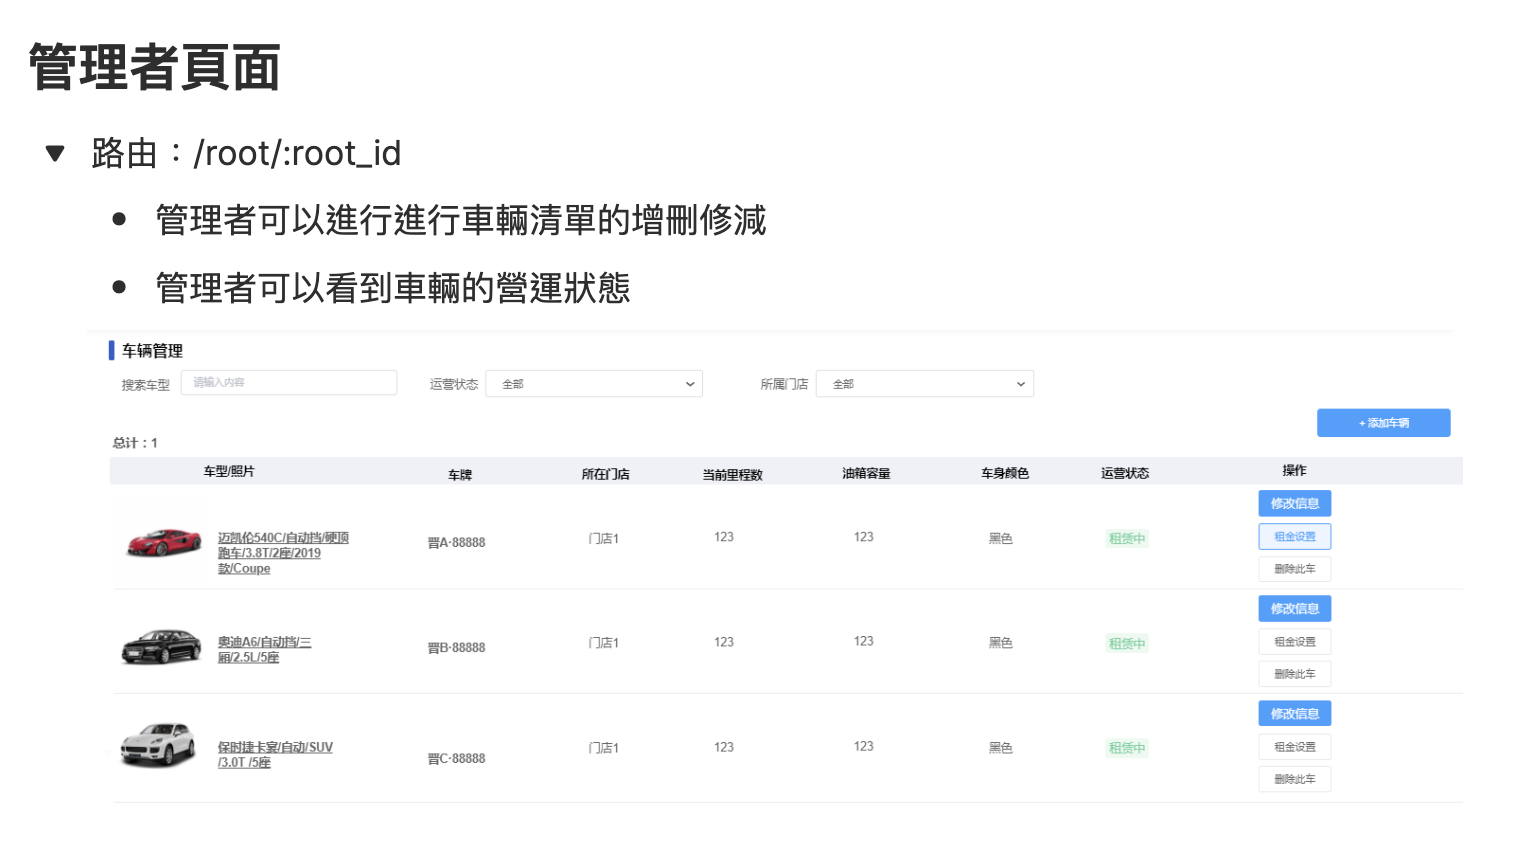 管理者頁面
路由：/root/:root_id
管理者可以進行進行車輛清單的增刪修減
管理者可以看到車輛的營運狀態
车辆管理
搜索车型 请输入内容 运营状态 全部 所属门店 全部
+ 添加车辆
总计：1
车型/照片 车牌 所在门店 当前里程数 油箱容量 车身颜色 运营状态 操作
迈凯伦540C/自动挡/硬顶
跑车/3.8T/2座/2019
款/Coupe
晋A·88888 门店1 123 123 黑色 租赁中
修改信息
租金设置
删除此车
奥迪A6/自动挡/三
厢/2.5L/5座
晋B·88888 门店1 123 123 黑色 租赁中
修改信息
租金设置
删除此车
保时捷卡宴/自动/SUV
/3.0T /5座
晋C·88888 门店1 123 123 黑色 租赁中
修改信息
租金设置
删除此车